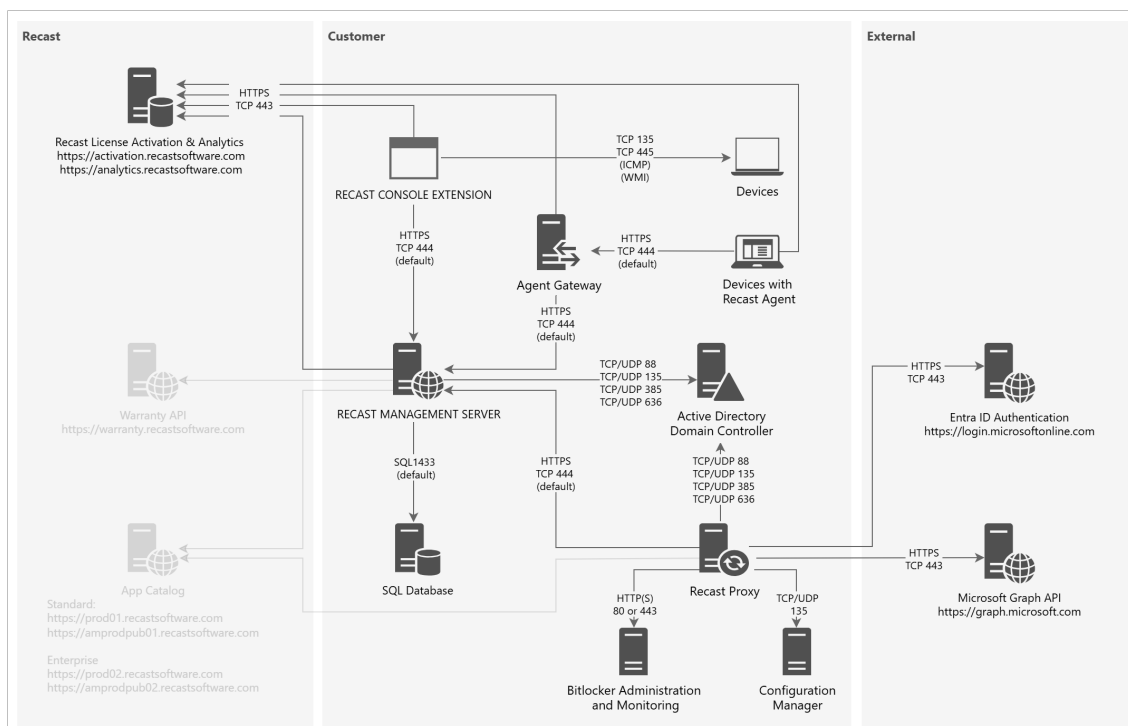 Recast
Customer
External
HTTPS
TCP 443
Recast License Activation & Analytics
https://activation.recastsoftware.com
https://analytics.recastsoftware.com
RECAST CONSOLE EXTENSION
TCP 135
TCP 445
(ICMP)
(WMI)
Devices
HTTPS
TCP 444
(default)
Agent Gateway
HTTPS
TCP 444
(default)
Devices with
Recast Agent
HTTPS
TCP 444
(default)
RECAST MANAGEMENT SERVER
TCP/UDP 88
TCP/UDP 135
TCP/UDP 385
TCP/UDP 636
Active Directory
Domain Controller
HTTPS
TCP 443
Entra ID Authentication
https://login.microsoftonline.com
Warranty API
https://warranty.recastsoftware.com
SQL1433
(default)
HTTPS
TCP 444
(default)
TCP/UDP 88
TCP/UDP 135
TCP/UDP 385
TCP/UDP 636
App Catalog
Standard:
https://prod01.recastsoftware.com
https://amprodpub01.recastsoftware.com
Enterprise
https://prod02.recastsoftware.com
https://amprodpub02.recastsoftware.com
SQL Database
Recast Proxy
HTTPS
TCP 443
Microsoft Graph API
https://graph.microsoft.com
HTTP(S)
80 or 443
TCP/UDP
135
Bitlocker Administration
and Monitoring
Configuration
Manager